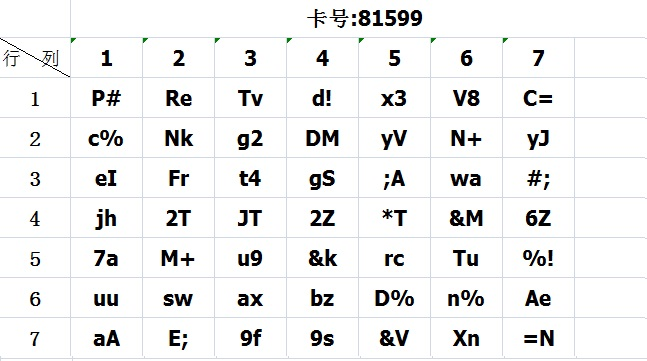 卡号:81599
行 列 1 2 3 4 5 6 7
1 P# Re Tv d! x3 V8 C=
2 c% Nk g2 DM yV N+ yJ
3 eI Fr t4 gS ;A wa #;
4 jh 2T JT 2Z *T &M 6Z
5 7a M+ u9 &k rc Tu %!
6 uu sw ax bz D% n% Ae
7 aA E; 9f 9s &V Xn =N